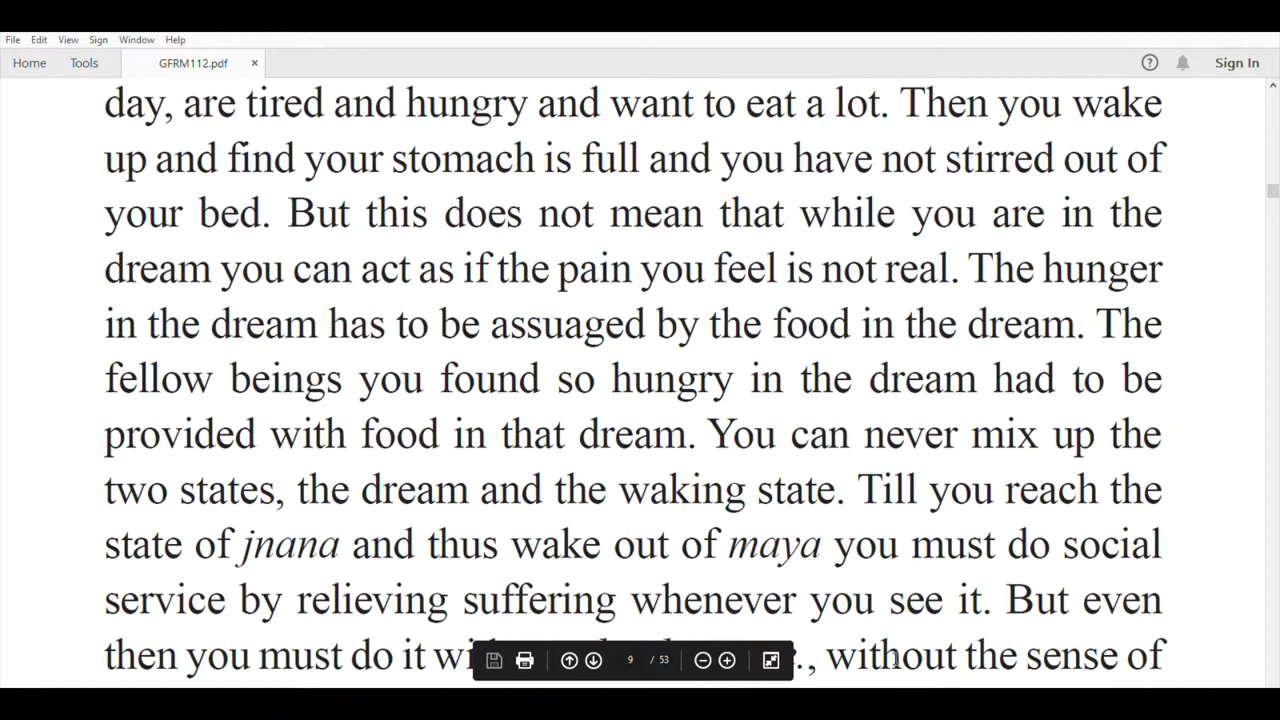 File Edit View Sign Window Help
Home Tools GFRM112.pdf × Sign In
day, are tired and hungry and want to eat a lot. Then you wake
up and find your stomach is full and you have not stirred out of
your bed. But this does not mean that while you are in the
dream you can act as if the pain you feel is not real. The hunger
in the dream has to be assuaged by the food in the dream. The
fellow beings you found so hungry in the dream had to be
provided with food in that dream. You can never mix up the
two states, the dream and the waking state. Till you reach the
state of jnana and thus wake out of maya you must do social
service by relieving suffering whenever you see it. But even
then you must do it , without the sense of
9 / 53